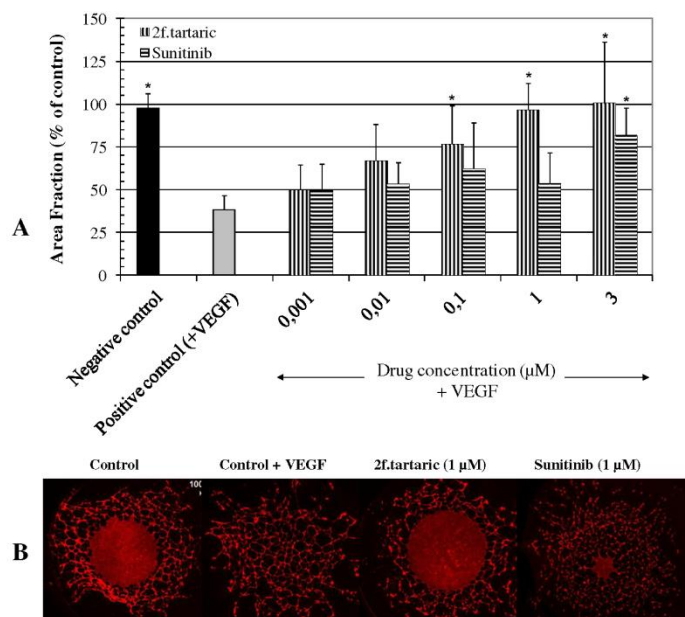 150
125
100
75
50
25
0
Area Fraction (% of control)
2f.tartaric
Sunitinib
*
*
*
*
*
A
Negative control
Positive control (+VEGF)
0,001
0,01
0,1
1
3
Drug concentration (µM)
+ VEGF
Control
Control + VEGF
2f.tartaric (1 µM)
Sunitinib (1 µM)
100
B